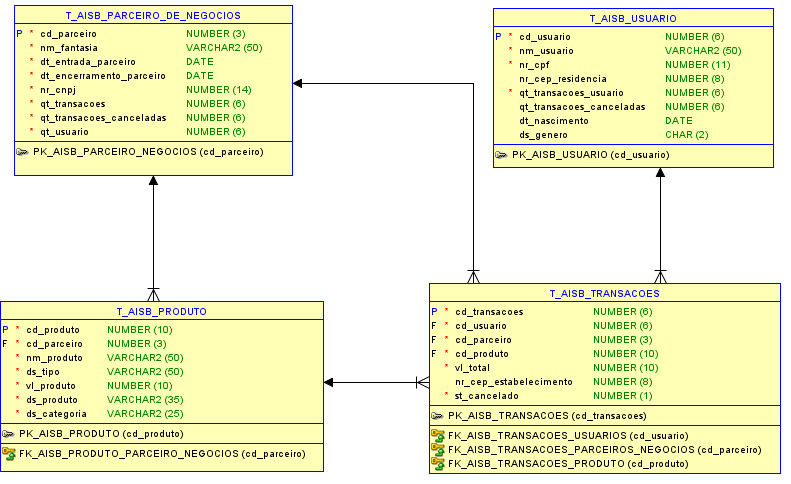 T_AISB_PARCEIRO_DE_NEGOCIOS
P * cd_parceiro NUMBER (3)
* nm_fantasia VARCHAR2 (50)
* dt_entrada_parceiro DATE
* dt_encerramento_parceiro DATE
* nr_cnpj NUMBER (14)
* qt_transacoes NUMBER (6)
* qt_transacoes_canceladas NUMBER (6)
* qt_usuario NUMBER (6)
PK_AISB_PARCEIRO_NEGOCIOS (cd_parceiro)
T_AISB_USUARIO
P * cd_usuario NUMBER (6)
* nm_usuario VARCHAR2 (50)
* nr_cpf NUMBER (11)
nr_cep_residencia NUMBER (8)
* qt_transacoes_usuario NUMBER (6)
qt_transacoes_canceladas NUMBER (6)
dt_nascimento DATE
ds_genero CHAR (2)
PK_AISB_USUARIO (cd_usuario)
T_AISB_PRODUTO
P * cd_produto NUMBER (10)
F * cd_parceiro NUMBER (3)
* nm_produto VARCHAR2 (50)
* ds_tipo VARCHAR2 (50)
* vl_produto NUMBER (10)
* ds_produto VARCHAR2 (35)
* ds_categoria VARCHAR2 (25)
PK_AISB_PRODUTO (cd_produto)
FK_AISB_PRODUTO_PARCEIRO_NEGOCIOS (cd_parceiro)
T_AISB_TRANSACOES
P * cd_transacoes NUMBER (6)
F * cd_usuario NUMBER (6)
F * cd_parceiro NUMBER (3)
F * cd_produto NUMBER (10)
* vl_total NUMBER (10)
nr_cep_estabelecimento NUMBER (8)
* st_cancelado NUMBER (1)
PK_AISB_TRANSACOES (cd_transacoes)
FK_AISB_TRANSACOES_USUARIOS (cd_usuario)
FK_AISB_TRANSACOES_PARCEIROS_NEGOCIOS (cd_parceiro)
FK_AISB_TRANSACOES_PRODUTO (cd_produto)